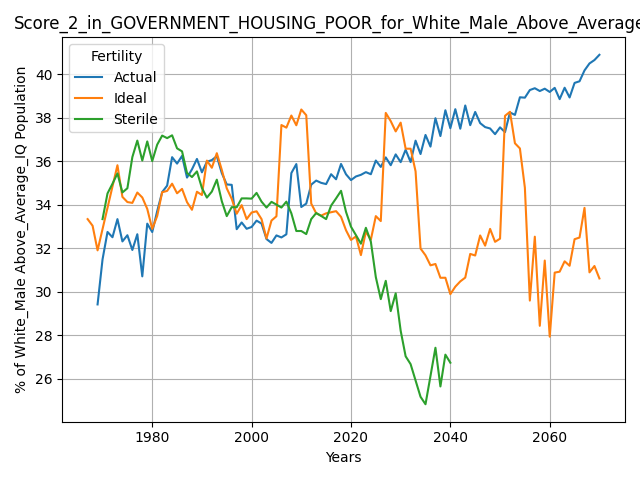 Score_2_in_GOVERNMENT_HOUSING_POOR_for_White_Male_Above_Average
Fertility
Actual
Ideal
Sterile
% of White_Male Above_Average_IQ Population
40
38
36
34
32
30
28
26
1980
2000
2020
2040
2060
Years